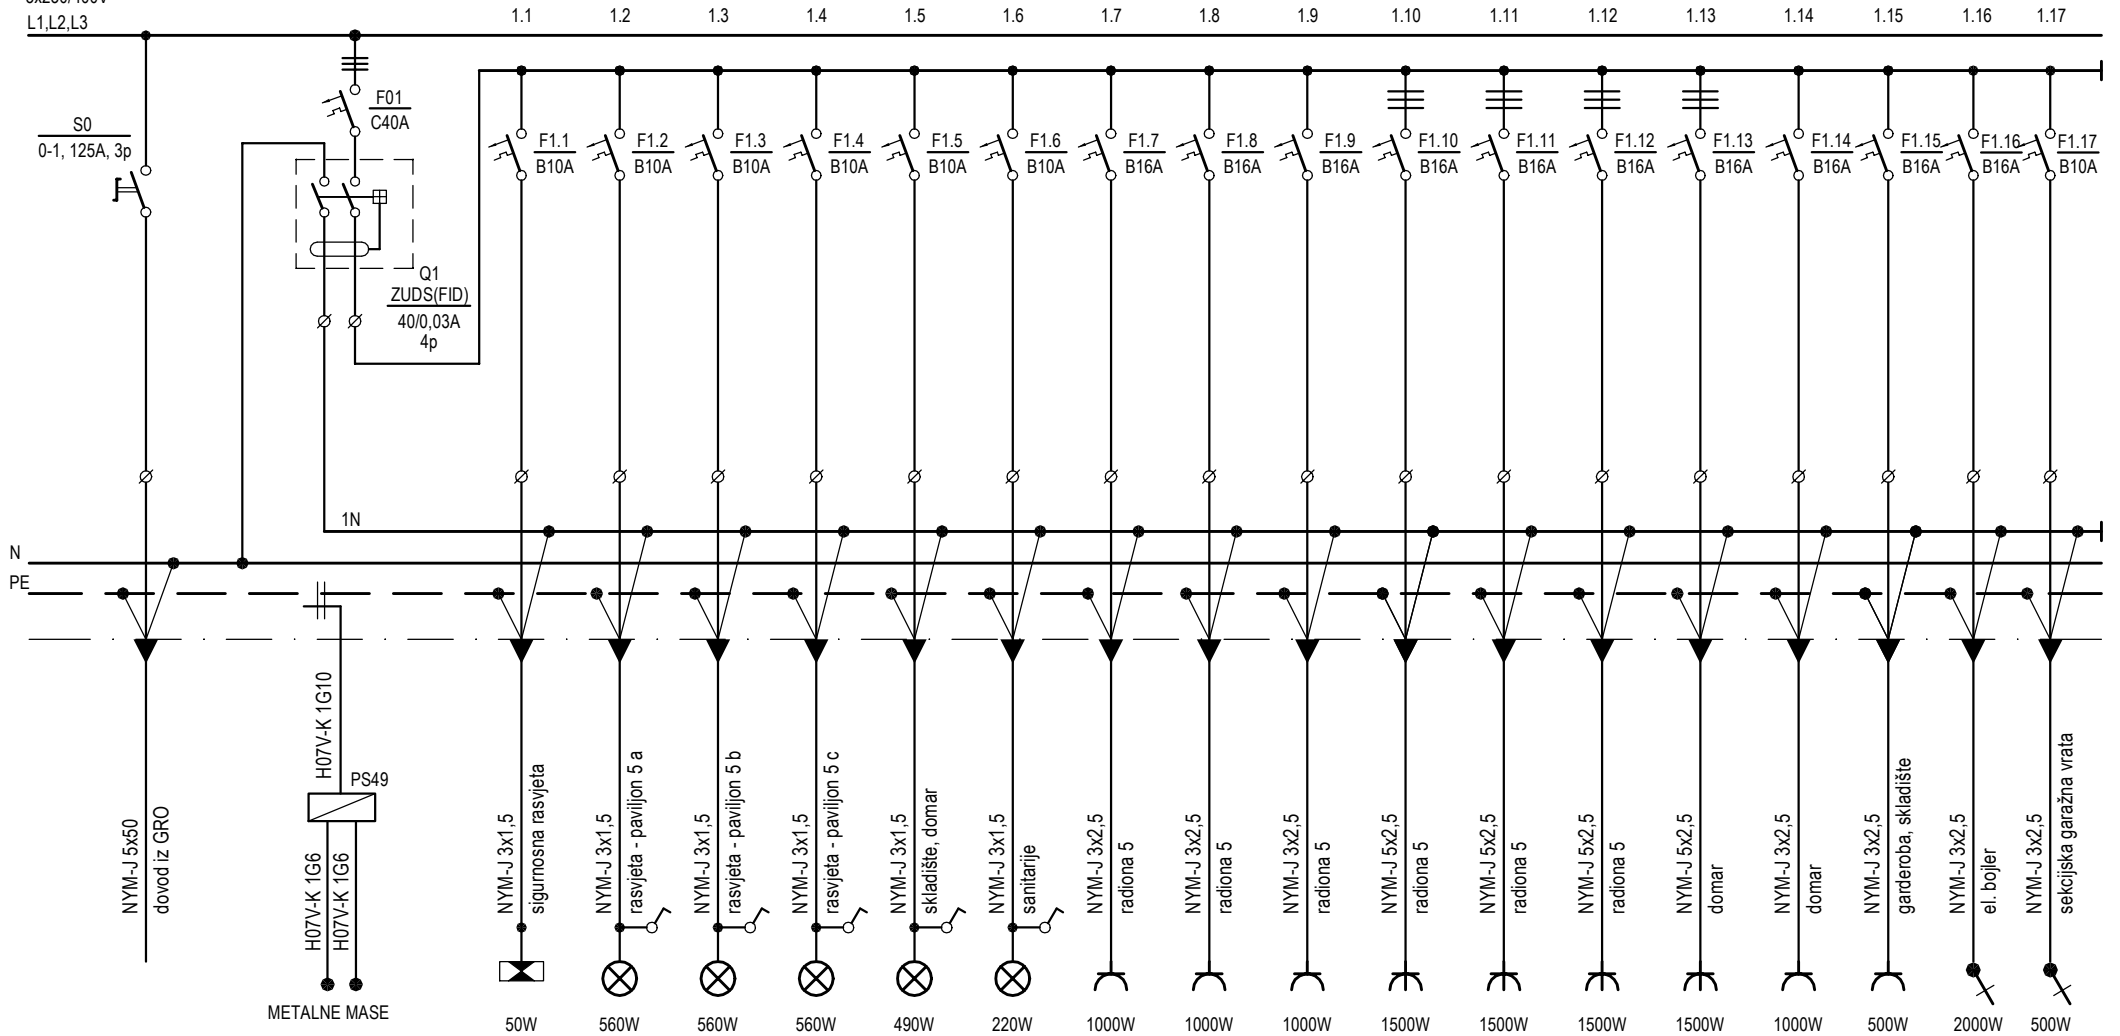 L1,L2,L3
1.1
1.2
1.3
1.4
1.5
1.6
1.7
1.8
1.9
1.10
1.11
1.12
1.13
1.14
1.15
1.16
1.17
S0
0-1, 125A, 3p
F01
C40A
F1.1
B10A
F1.2
B10A
F1.3
B10A
F1.4
B10A
F1.5
B10A
F1.6
B10A
F1.7
B16A
F1.8
B16A
F1.9
B16A
F1.10
B16A
F1.11
B16A
F1.12
B16A
F1.13
B16A
F1.14
B16A
F1.15
B16A
F1.16
B16A
F1.17
B10A
Q1
ZUDS(FID)
40/0,03A
4p
1N
N
PE
NYM-J 5x50
dovod iz GRO
H07V-K 1G10
PS49
H07V-K 1G6
H07V-K 1G6
METALNE MASE
NYM-J 3x1,5
sigurnosna rasvjeta
NYM-J 3x1,5
rasvjeta - paviljon 5 a
NYM-J 3x1,5
rasvjeta - paviljon 5 b
NYM-J 3x1,5
rasvjeta - paviljon 5 c
NYM-J 3x1,5
skladište, domar
NYM-J 3x1,5
sanitarije
NYM-J 3x2,5
radiona 5
NYM-J 3x2,5
radiona 5
NYM-J 3x2,5
radiona 5
NYM-J 5x2,5
radiona 5
NYM-J 5x2,5
radiona 5
NYM-J 5x2,5
radiona 5
NYM-J 5x2,5
domar
NYM-J 3x2,5
domar
NYM-J 3x2,5
garderoba, skladište
NYM-J 3x2,5
el. bojler
NYM-J 3x2,5
sekcijska garažna vrata
50W
560W
560W
560W
490W
220W
1000W
1000W
1000W
1500W
1500W
1500W
1500W
1000W
500W
2000W
500W